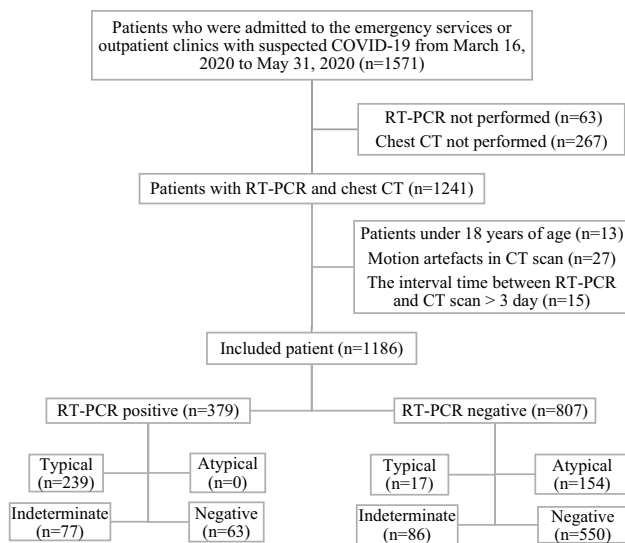 Patients who were admitted to the emergency services or
outpatient clinics with suspected COVID-19 from March 16,
2020 to May 31, 2020 (n=1571)
RT-PCR not performed (n=63)
Chest CT not performed (n=267)
Patients with RT-PCR and chest CT (n=1241)
Patients under 18 years of age (n=13)
Motion artefacts in CT scan (n=27)
The interval time between RT-PCR
and CT scan > 3 day (n=15)
Included patient (n=1186)
RT-PCR positive (n=379)
RT-PCR negative (n=807)
Typical
(n=239)
Atypical
(n=0)
Typical
(n=17)
Atypical
(n=154)
Indeterminate
(n=77)
Negative
(n=63)
Indeterminate
(n=86)
Negative
(n=550)